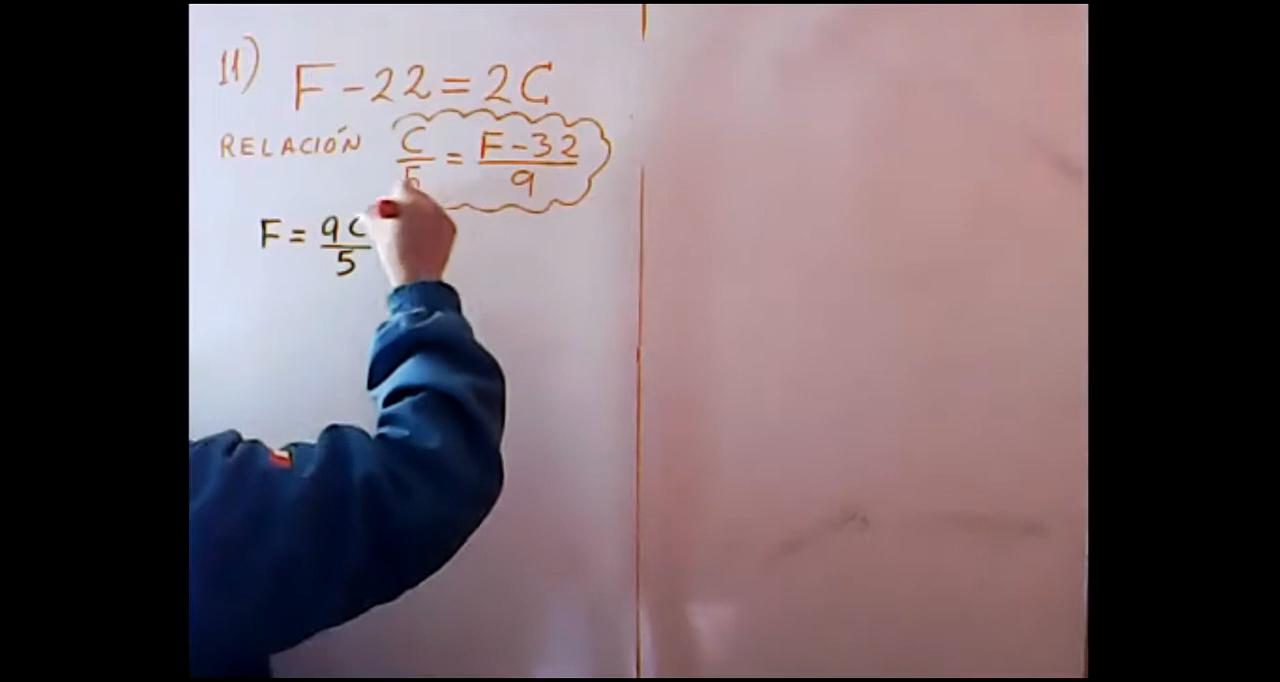 11) F - 22 = 2C
RELACIÓN C/5 = F - 32/9
F = 9C/5